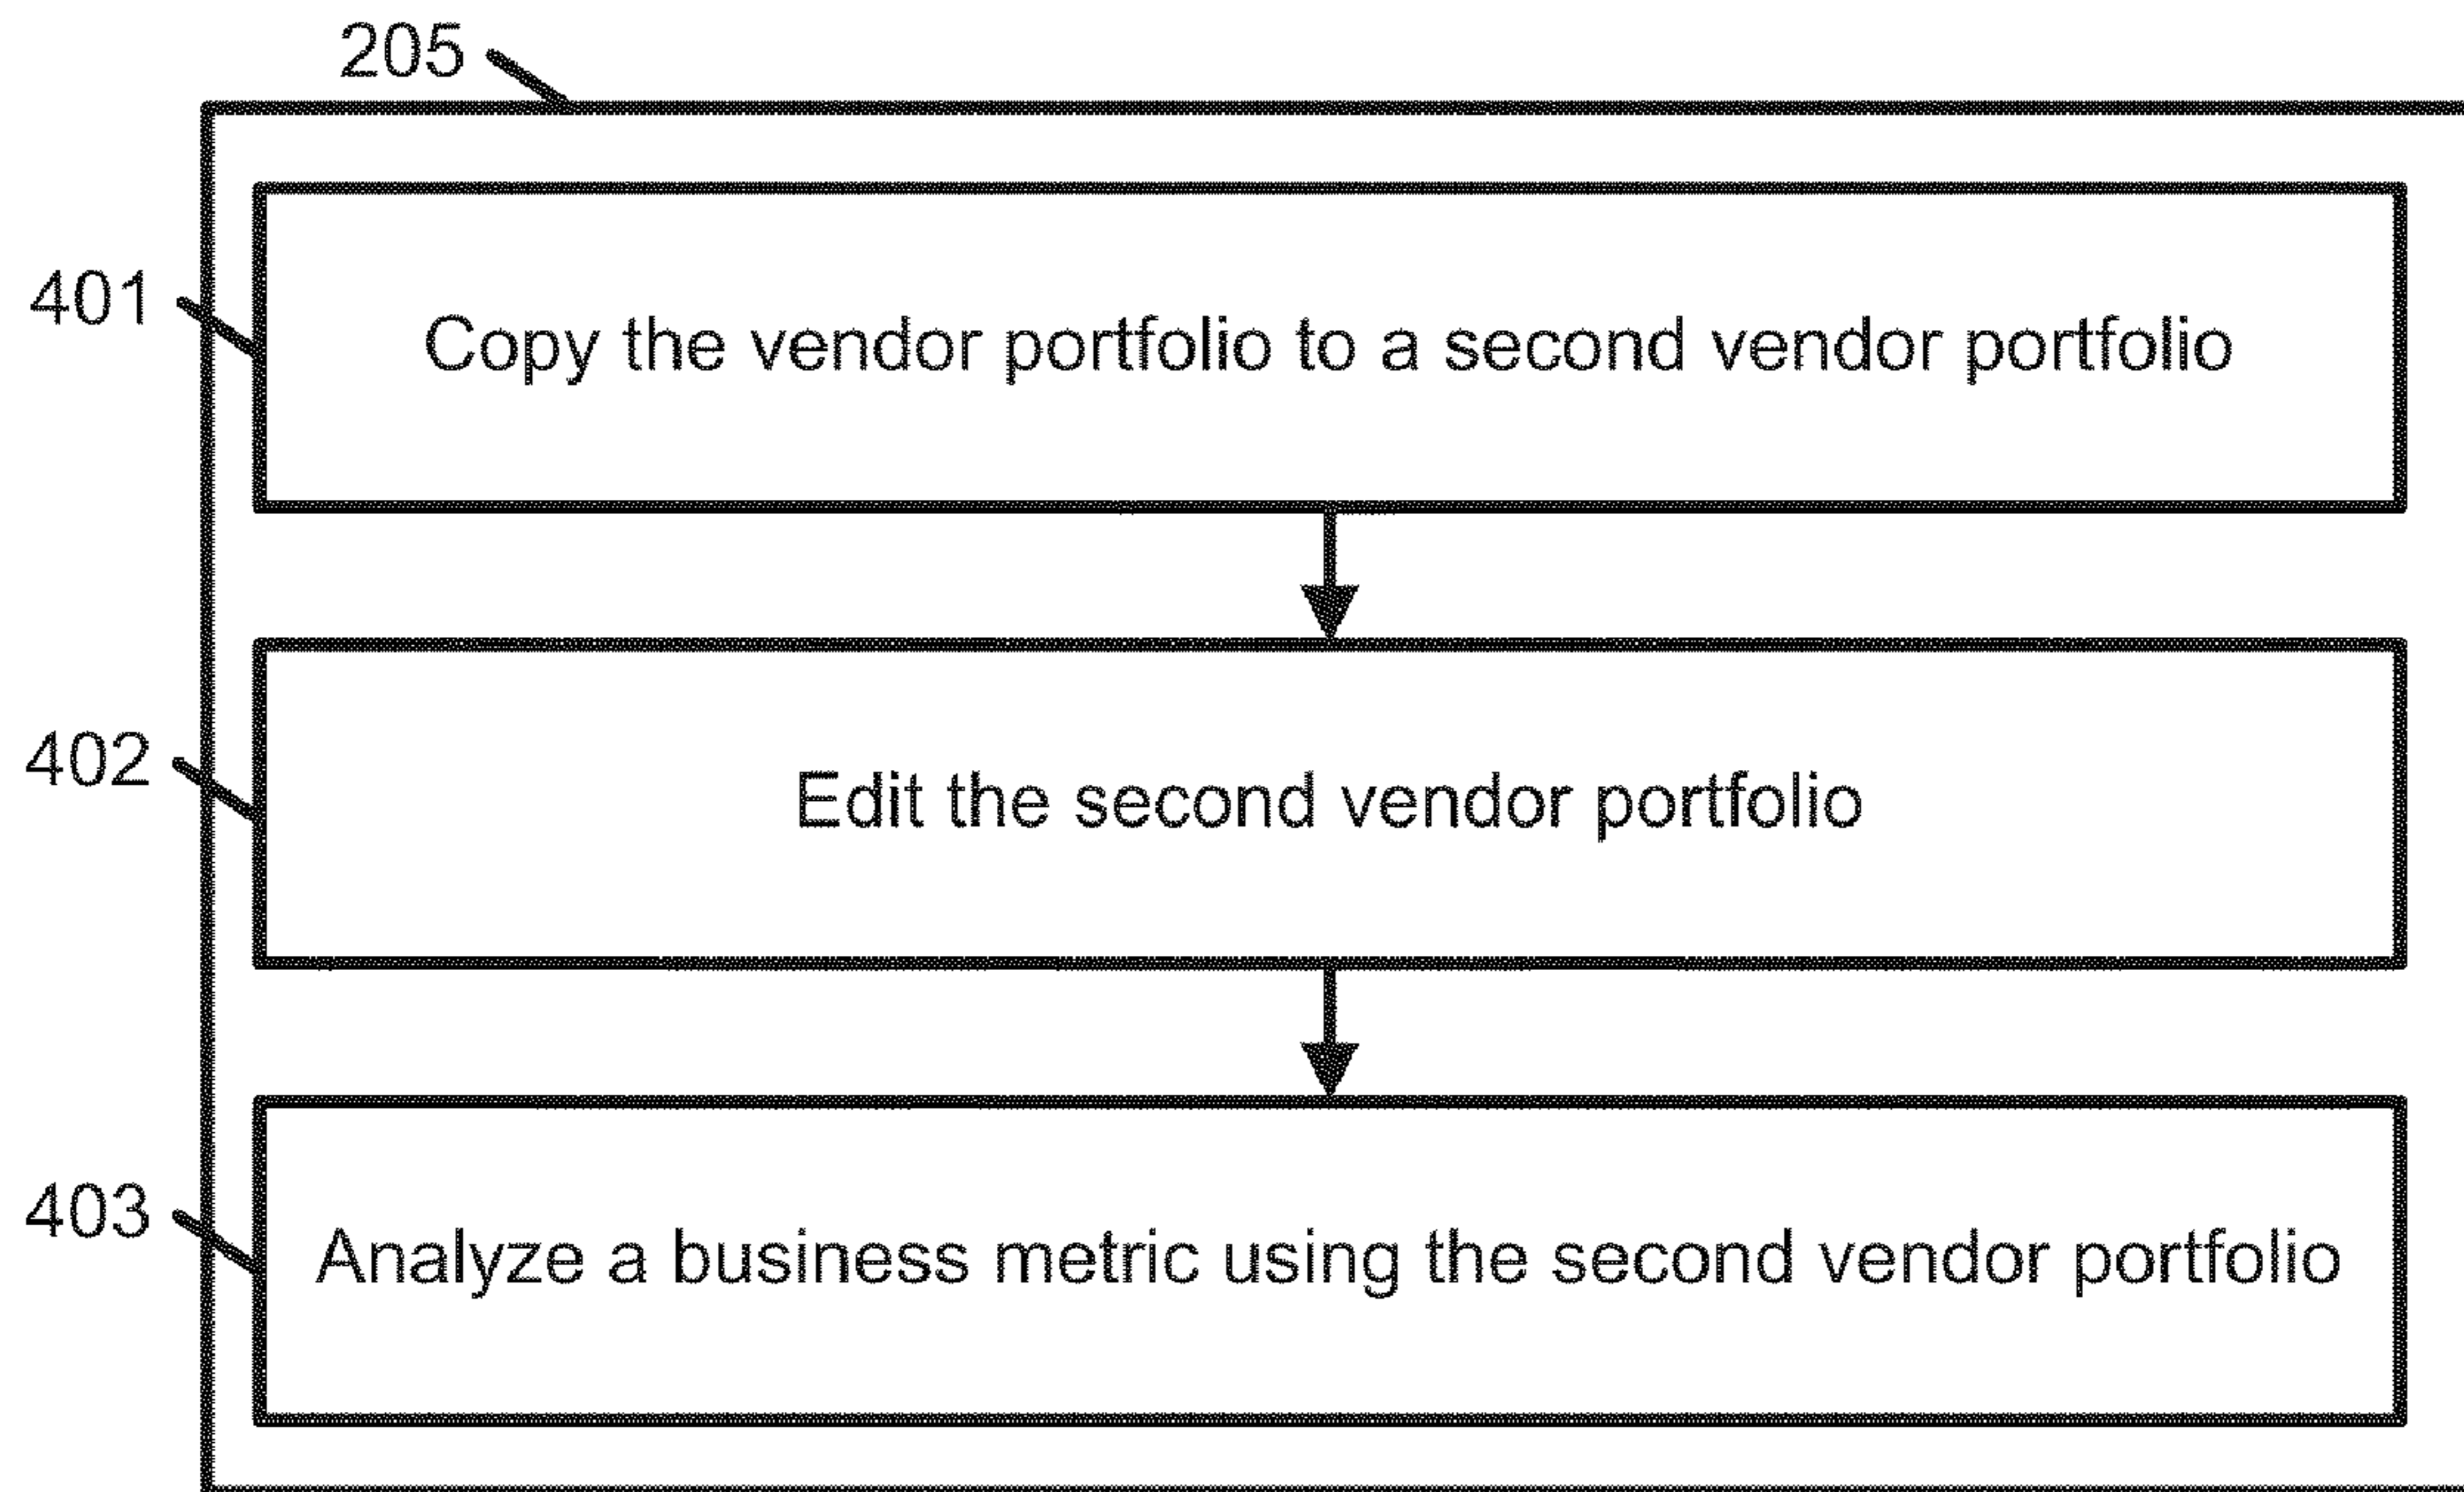 205
401
Copy the vendor portfolio to a second vendor portfolio
402
Edit the second vendor portfolio
403
Analyze a business metric using the second vendor portfolio